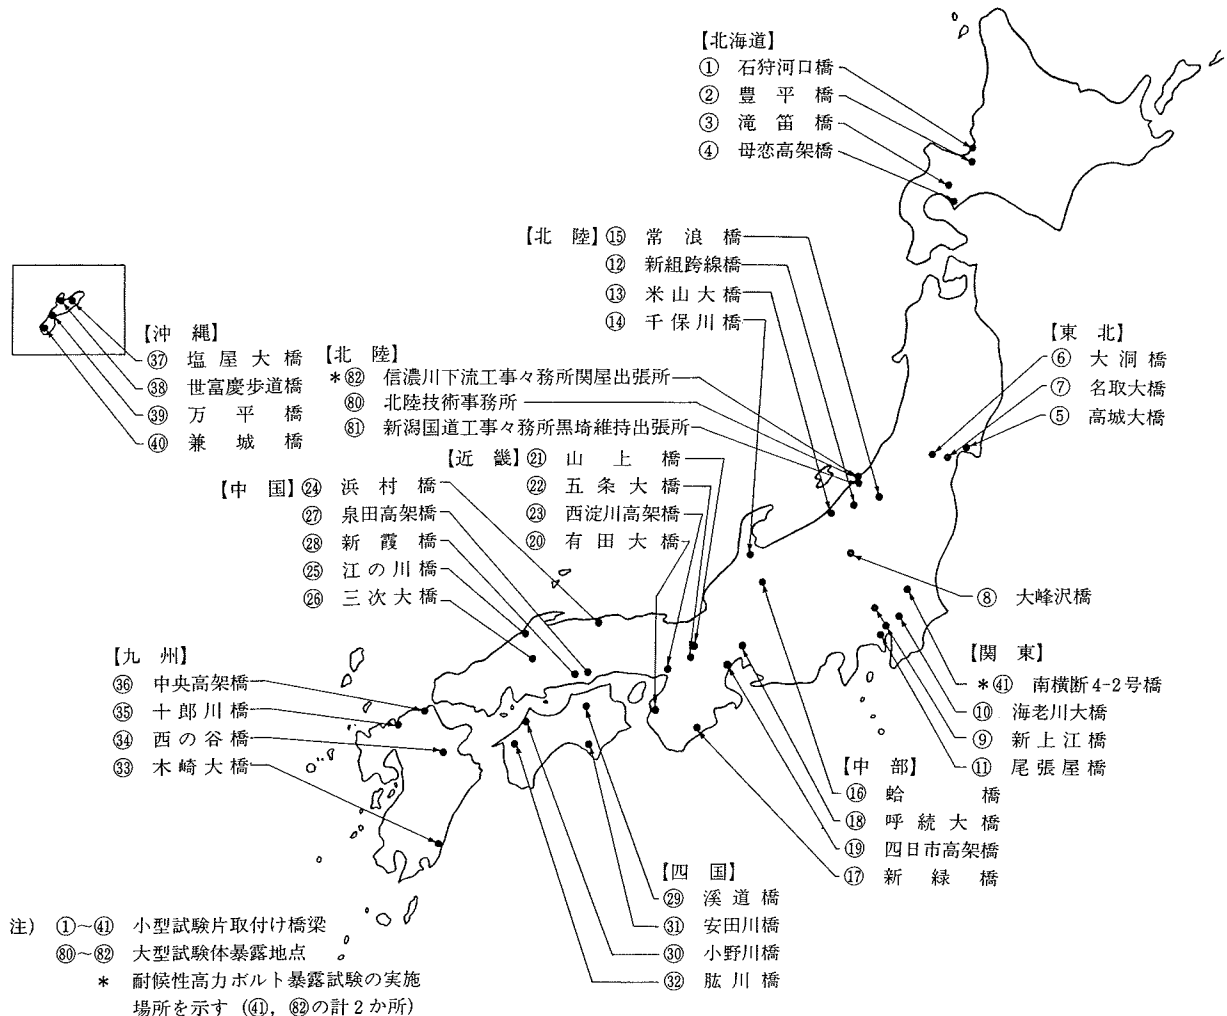 【北海道】
① 石狩河口橋
② 豊平橋
③ 滝笛橋
④ 母恋高架橋
【北陸】⑮ 常浪橋
⑫ 新組跨線橋
⑬ 米山大橋
⑭ 千保川橋
【東北】
⑥ 大洞橋
⑦ 名取大橋
⑤ 高城大橋
【沖縄】
㊲ 塩屋大橋
㊳ 世富慶歩道橋
㊴ 万平橋
㊵ 兼城橋
【北陸】
*82 信濃川下流工事々務所関屋出張所
80 北陸技術事務所
81 新潟国道工事々務所黒埼維持出張所
【近畿】㉑ 山上橋
㉒ 五条大橋
㉓ 西淀川高架橋
⑳ 有田大橋
【中国】㉔ 浜村橋
㉗ 泉田高架橋
㉘ 新霞橋
㉕ 江の川橋
㉖ 三次大橋
⑧ 大峰沢橋
【九州】
㊱ 中央高架橋
㉟ 十郎川橋
㉞ 西の谷橋
㉝ 木崎大橋
【関東】
*㊶ 南横断4-2号橋
⑩ 海老川大橋
⑨ 新上江橋
⑪ 尾張屋橋
【中部】
⑯ 蛤橋
⑱ 呼続大橋
⑲ 四日市高架橋
⑰ 新緑橋
【四国】
㉙ 溪道橋
㉛ 安田川橋
㉚ 小野川橋
㉜ 肱川橋
注) ①~㊶ 小型試験片取付け橋梁
80~82 大型試験体暴露地点
* 耐候性高力ボルト暴露試験の実施
場所を示す (㊶, 82の計2か所)